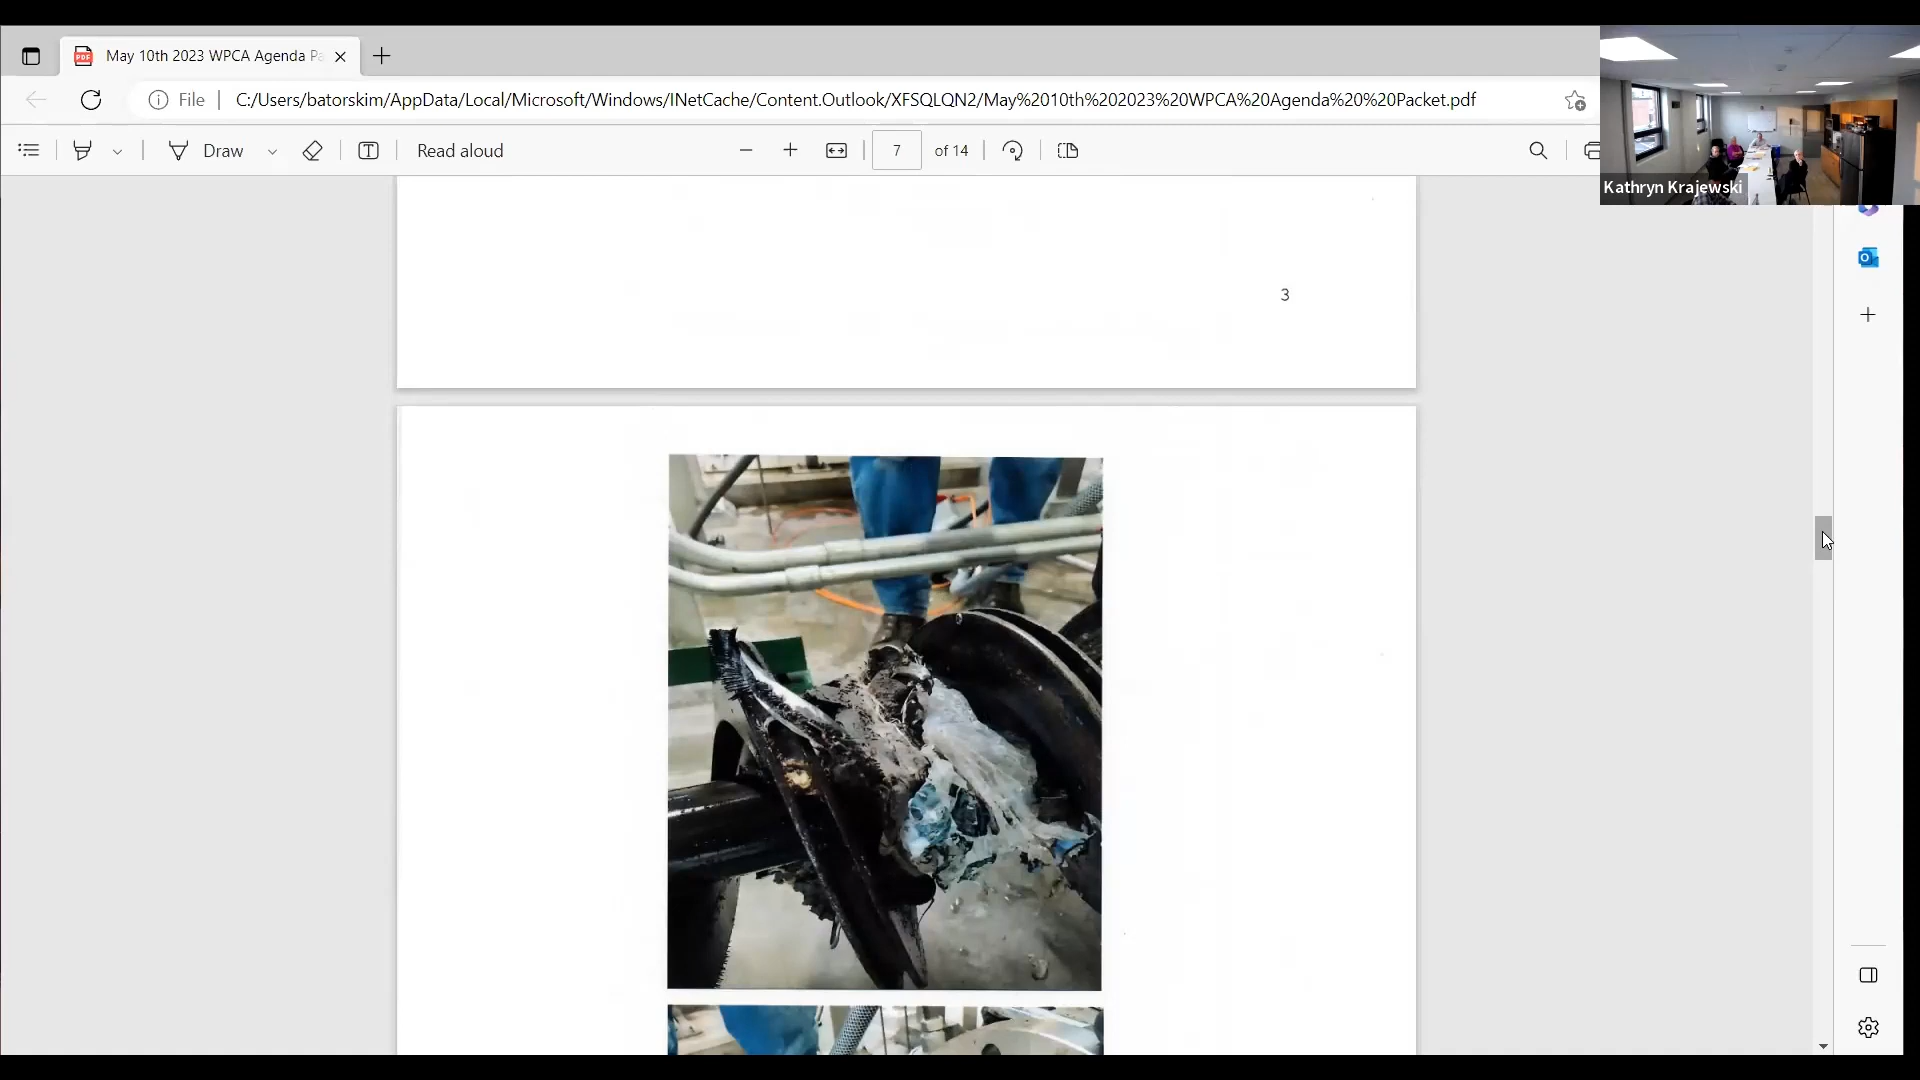 May 10th 2023 WPCA Agenda Pa
File
C:/Users/batorskim/AppData/Local/Microsoft/Windows/INetCache/Content.Outlook/XFSQLQN2/May%2010th%202023%20WPCA%20Agenda%20%20Packet.pdf
Draw
Read aloud
7
of 14
Kathryn Krajewski
3